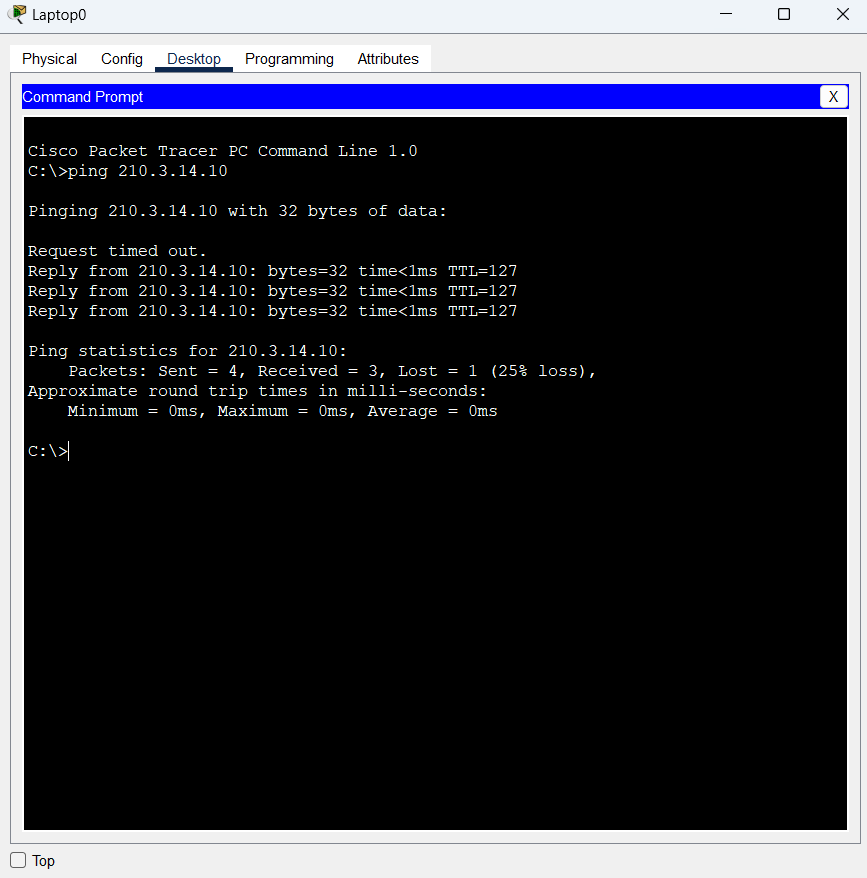 Laptop0
Physical Config Desktop Programming Attributes
Command Prompt X
Cisco Packet Tracer PC Command Line 1.0
C:\>ping 210.3.14.10
Pinging 210.3.14.10 with 32 bytes of data:
Request timed out.
Reply from 210.3.14.10: bytes=32 time<1ms TTL=127
Reply from 210.3.14.10: bytes=32 time<1ms TTL=127
Reply from 210.3.14.10: bytes=32 time<1ms TTL=127
Ping statistics for 210.3.14.10:
Packets: Sent = 4, Received = 3, Lost = 1 (25% loss),
Approximate round trip times in milli-seconds:
Minimum = 0ms, Maximum = 0ms, Average = 0ms
C:\>
Top